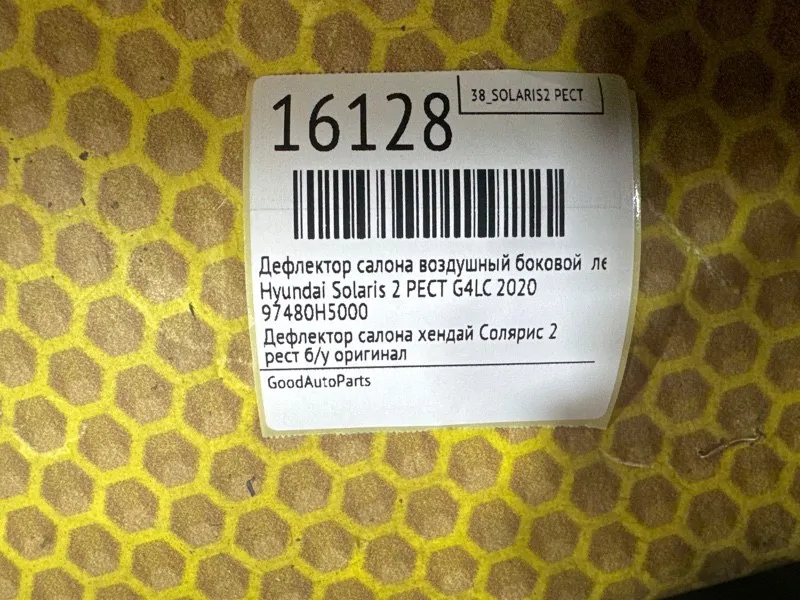 16128
38_SOLARIS2 РЕСТ
Дефлектор салона воздушный боковой ле
Hyundai Solaris 2 РЕСТ G4LC 2020
97480H5000
Дефлектор салона хендай Солярис 2
рест б/у оригинал
GoodAutoParts